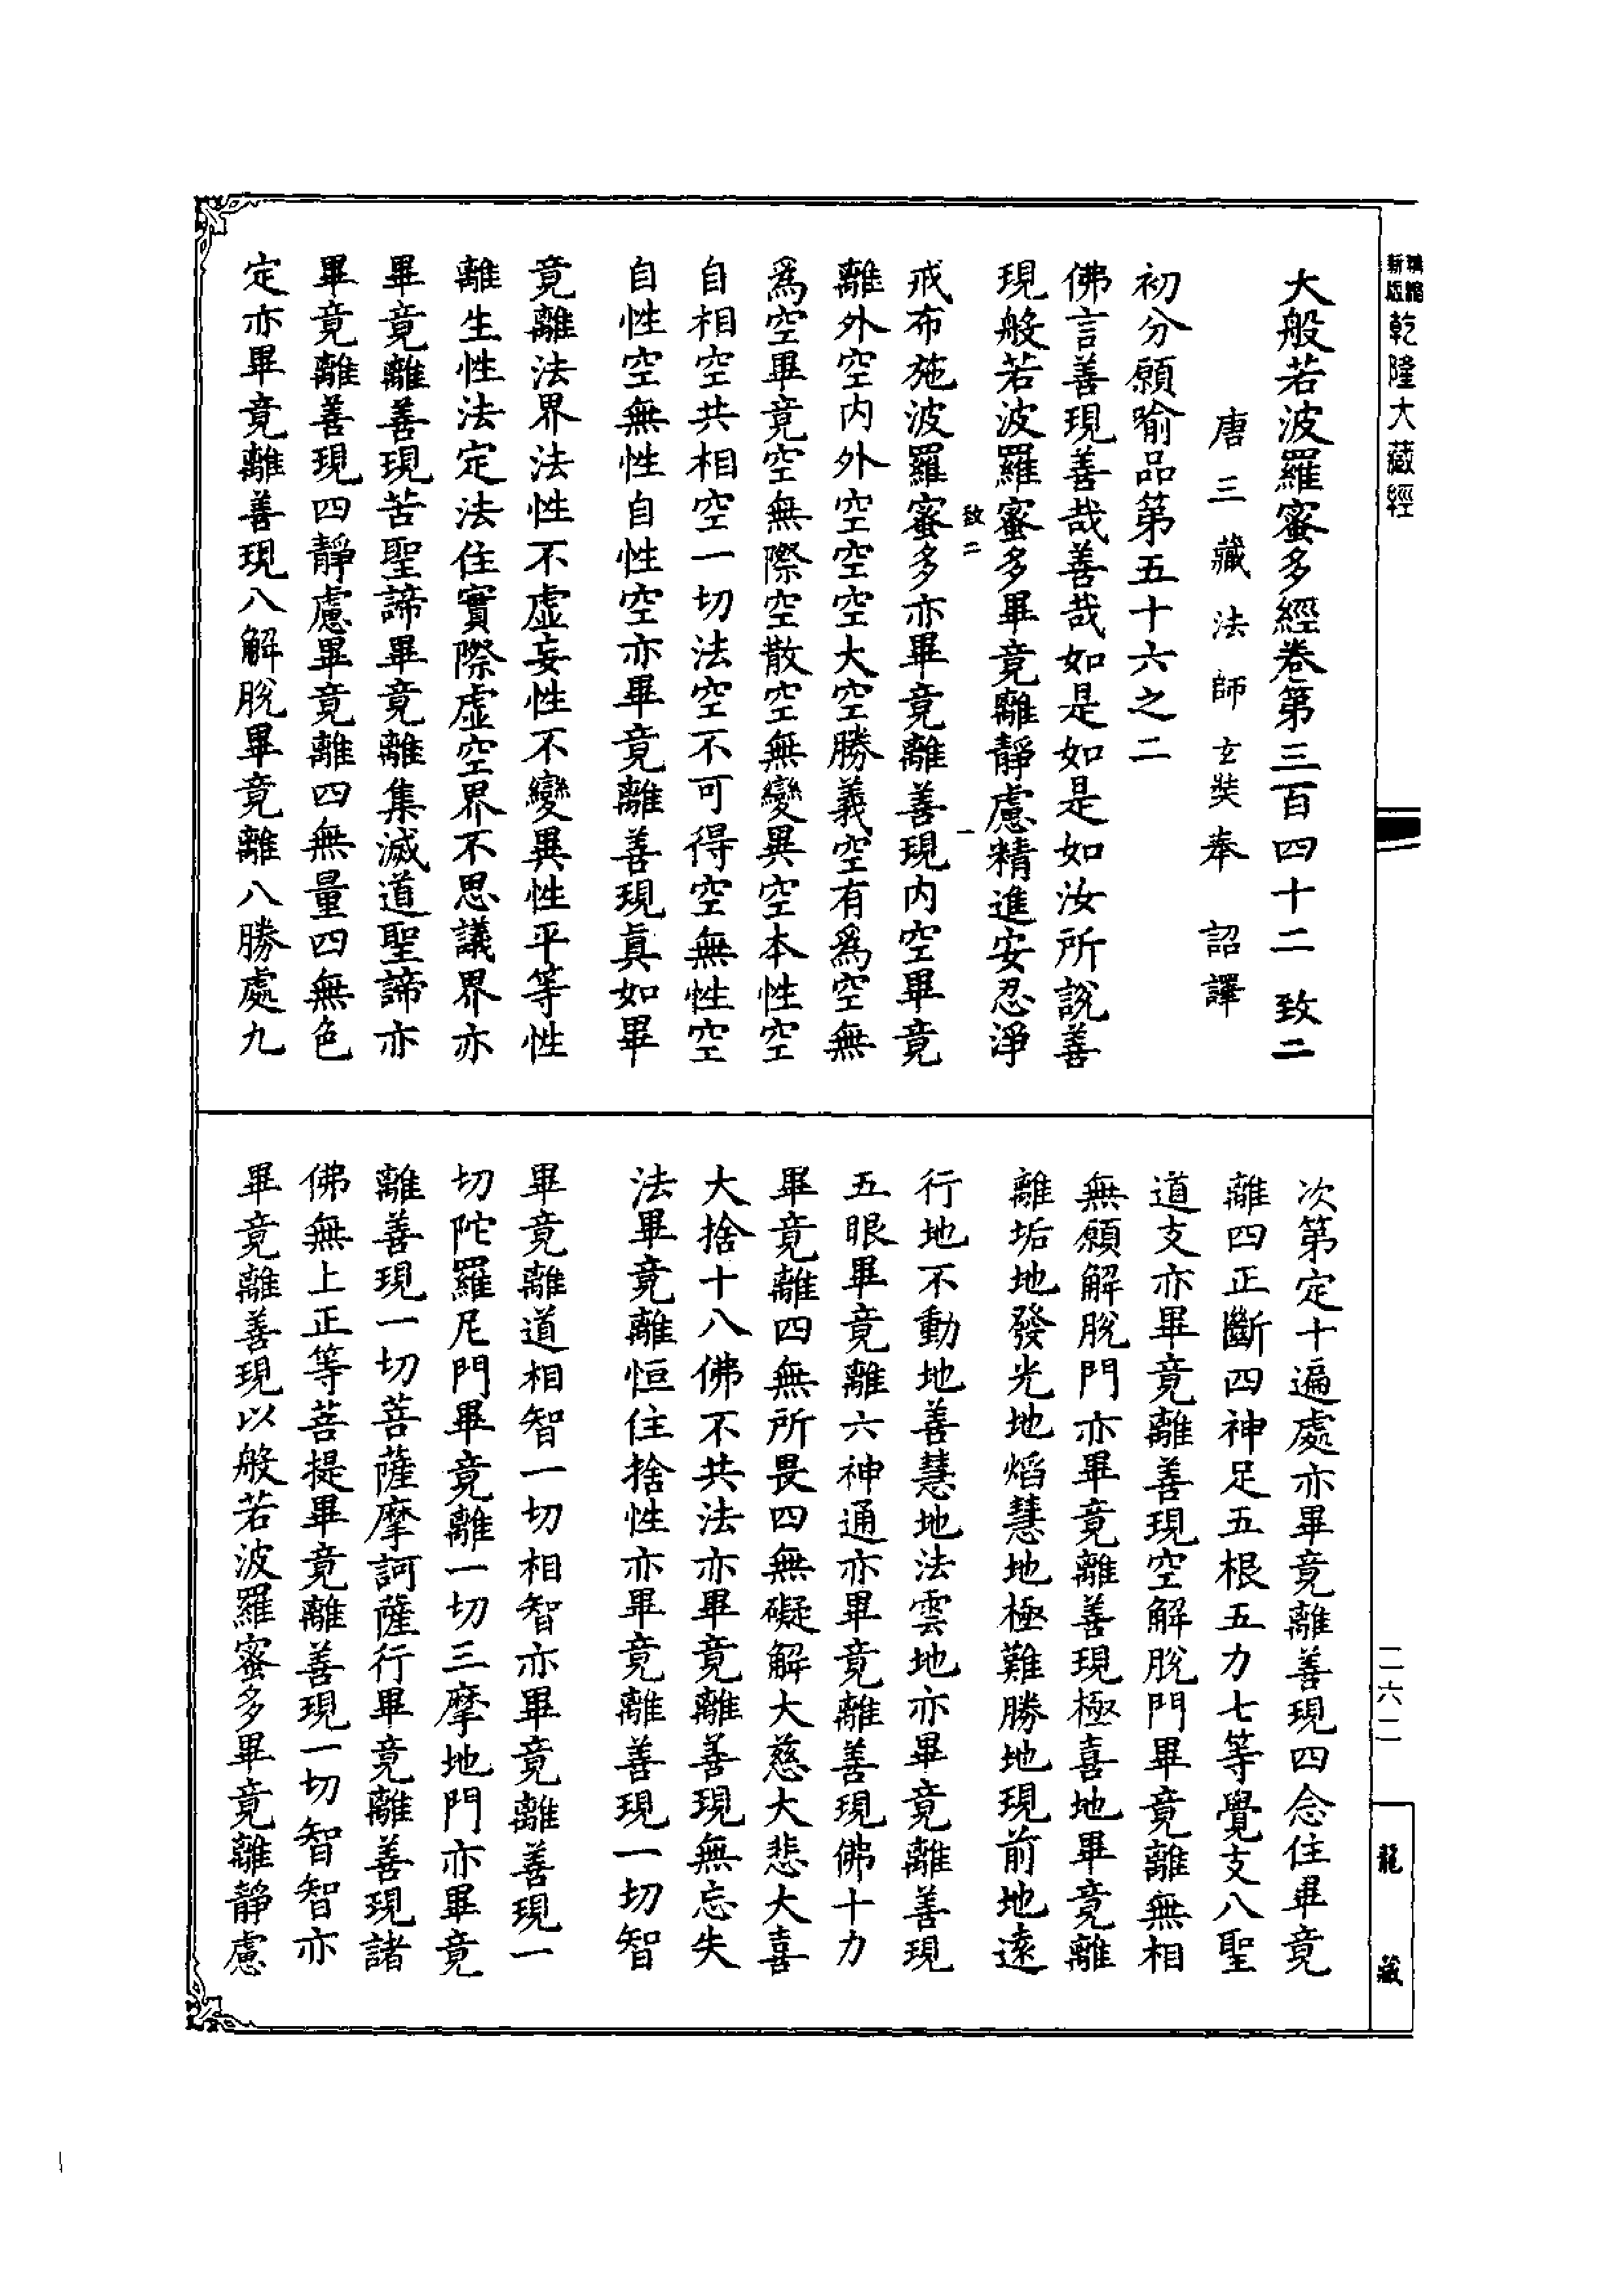 乾隆大藏經
大般若波羅蜜多經卷第三百四十二 致二
唐三藏法師玄奘奉 詔譯
初分願喻品第五十六之二
佛言善現善哉善哉如是如是如汝所說善
現般若波羅蜜多畢竟離靜慮精進安忍淨
致二 一
戒布施波羅蜜多亦畢竟離善現内空畢竟
離外空内外空空空大空勝義空有爲空無
爲空畢竟空無際空散空無變異空本性空
自相空共相空一切法空不可得空無性空
自性空無性自性空亦畢竟離善現真如畢
竟離法界法性不虛妄性不變異性平等性
離生性法定法住實際虛空界不思議界亦
畢竟離善現苦聖諦畢竟離集滅道聖諦亦
畢竟離善現四靜慮畢竟離四無量四無色
定亦畢竟離善現八解脫畢竟離八勝處九
次第定十遍處亦畢竟離善現四念住畢竟
離四正斷四神足五根五力七等覺支八聖
道支亦畢竟離善現空解脫門畢竟離無相
無願解脫門亦畢竟離善現極喜地畢竟離
離垢地發光地焰慧地極難勝地現前地遠
行地不動地善慧地法雲地亦畢竟離善現
五眼畢竟離六神通亦畢竟離善現佛十力
畢竟離四無所畏四無礙解大慈大悲大喜
大捨十八佛不共法亦畢竟離善現無忘失
法畢竟離恒住捨性亦畢竟離善現一切智
畢竟離道相智一切相智亦畢竟離善現一
切陀羅尼門畢竟離一切三摩地門亦畢竟
離善現一切菩薩摩訶薩行畢竟離善現諸
佛無上正等菩提畢竟離善現一切智智亦
畢竟離善現以般若波羅蜜多畢竟離靜慮
二六二
龍藏